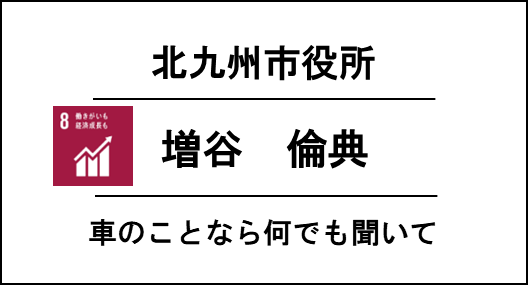 北九州市役所
8 働きがいも
経済成長も
増谷　倫典
車のことなら何でも聞いて